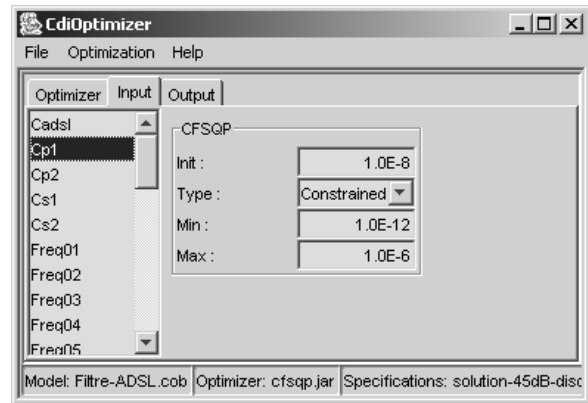 CdiOptimizer
File Optimization Help
Optimizer Input Output
Cadsl
Cp1
Cp2
Cs1
Cs2
Freq01
Freq02
Freq03
Freq04
Freq05
CFSQP
Init : 1.0E-8
Type : Constrained
Min : 1.0E-12
Max : 1.0E-6
Model: Filtre-ADSL.cob Optimizer: cfsqp.jar Specifications: solution-45dB-disc